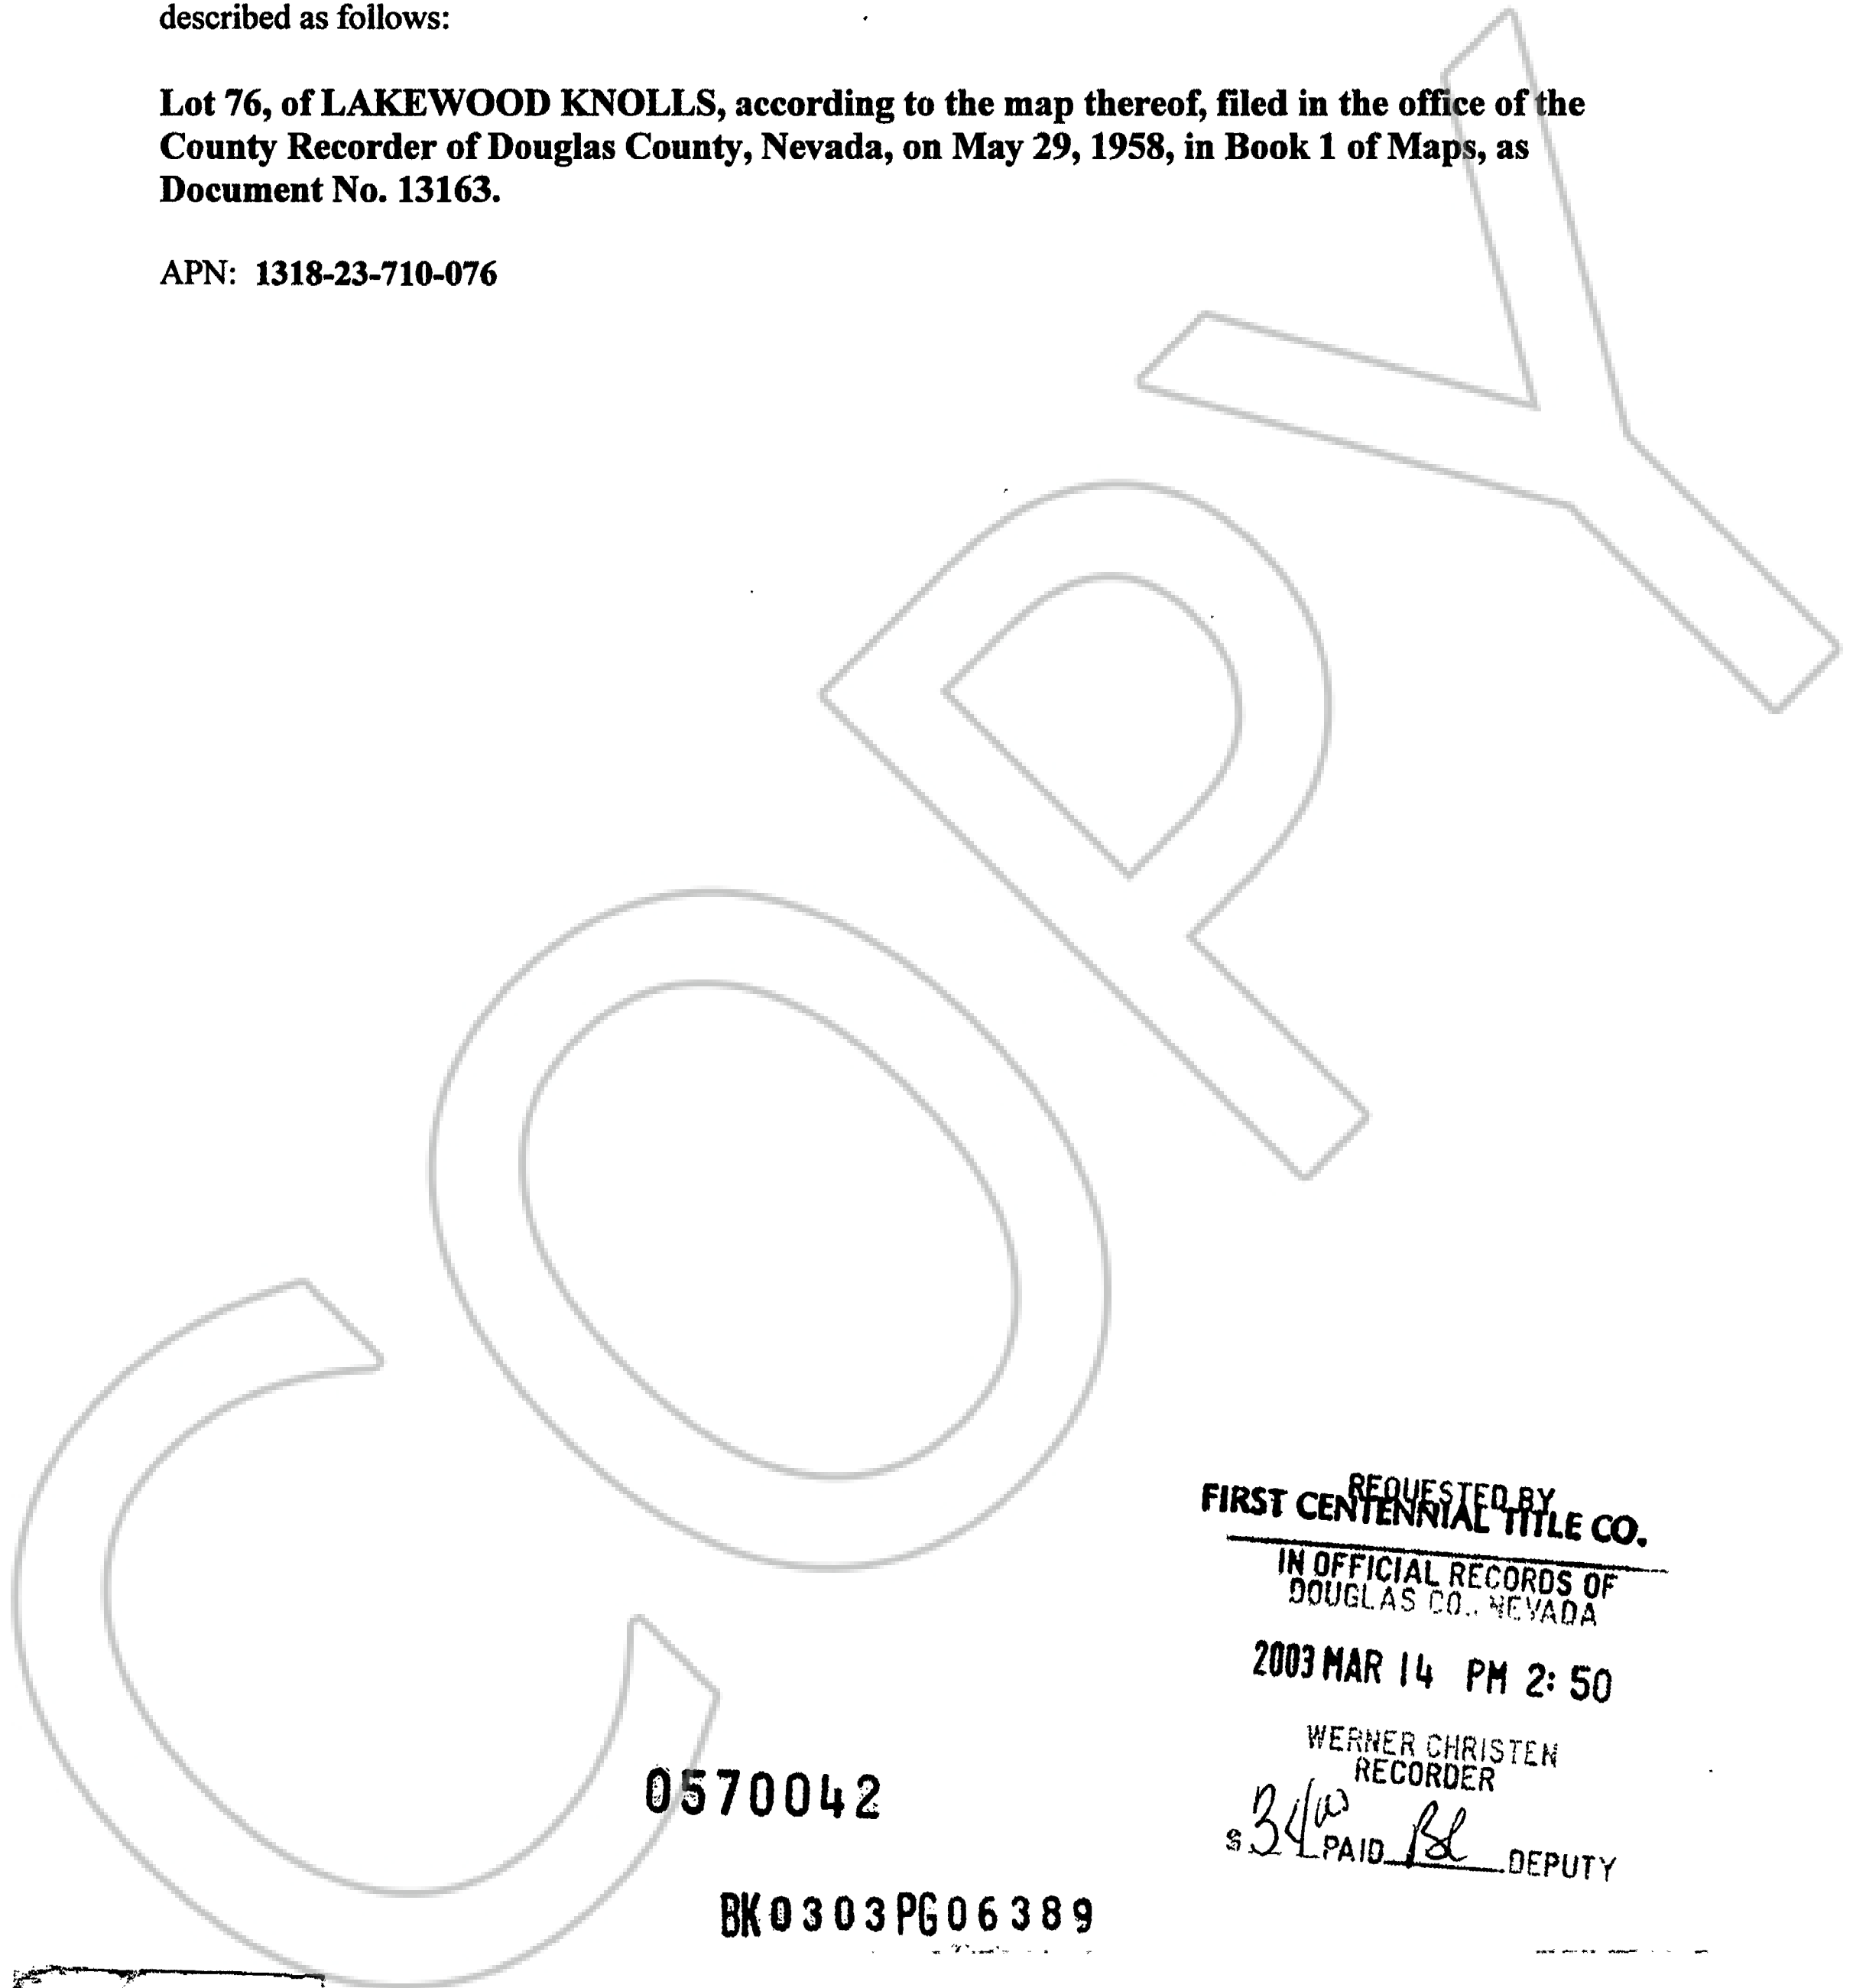 described as follows:
Lot 76, of LAKEWOOD KNOLLS, according to the map thereof, filed in the office of the
County Recorder of Douglas County, Nevada, on May 29, 1958, in Book 1 of Maps, as
Document No. 13163.
APN: 1318-23-710-076
COPY
REQUESTED BY
FIRST CENTENNIAL TITLE CO.
IN OFFICIAL RECORDS OF
DOUGLAS CO., NEVADA
2003 MAR 14 PM 2: 50
WERNER CHRISTEN
RECORDER
$ 34 PAID DEPUTY
0570042
BK0303PG06389